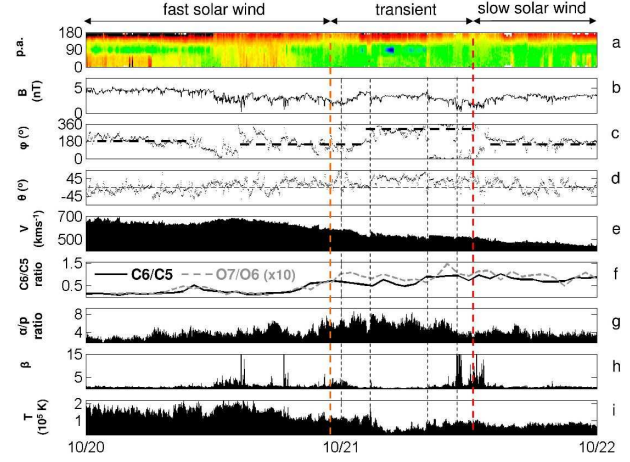 fast solar wind transient slow solar wind
180
90
0
p.a.
a
5
0
B
(nT)
b
360
180
0
φ (º)
c
45
-45
θ (º)
d
700
500
V
(kms⁻¹)
e
1.5
0.5
C6/C5
ratio
C6/C5 O7/O6 (x10)
f
8
4
α/p
ratio
g
15
0
β
h
2
1
T
(10⁵ K)
i
10/20 10/21 10/22